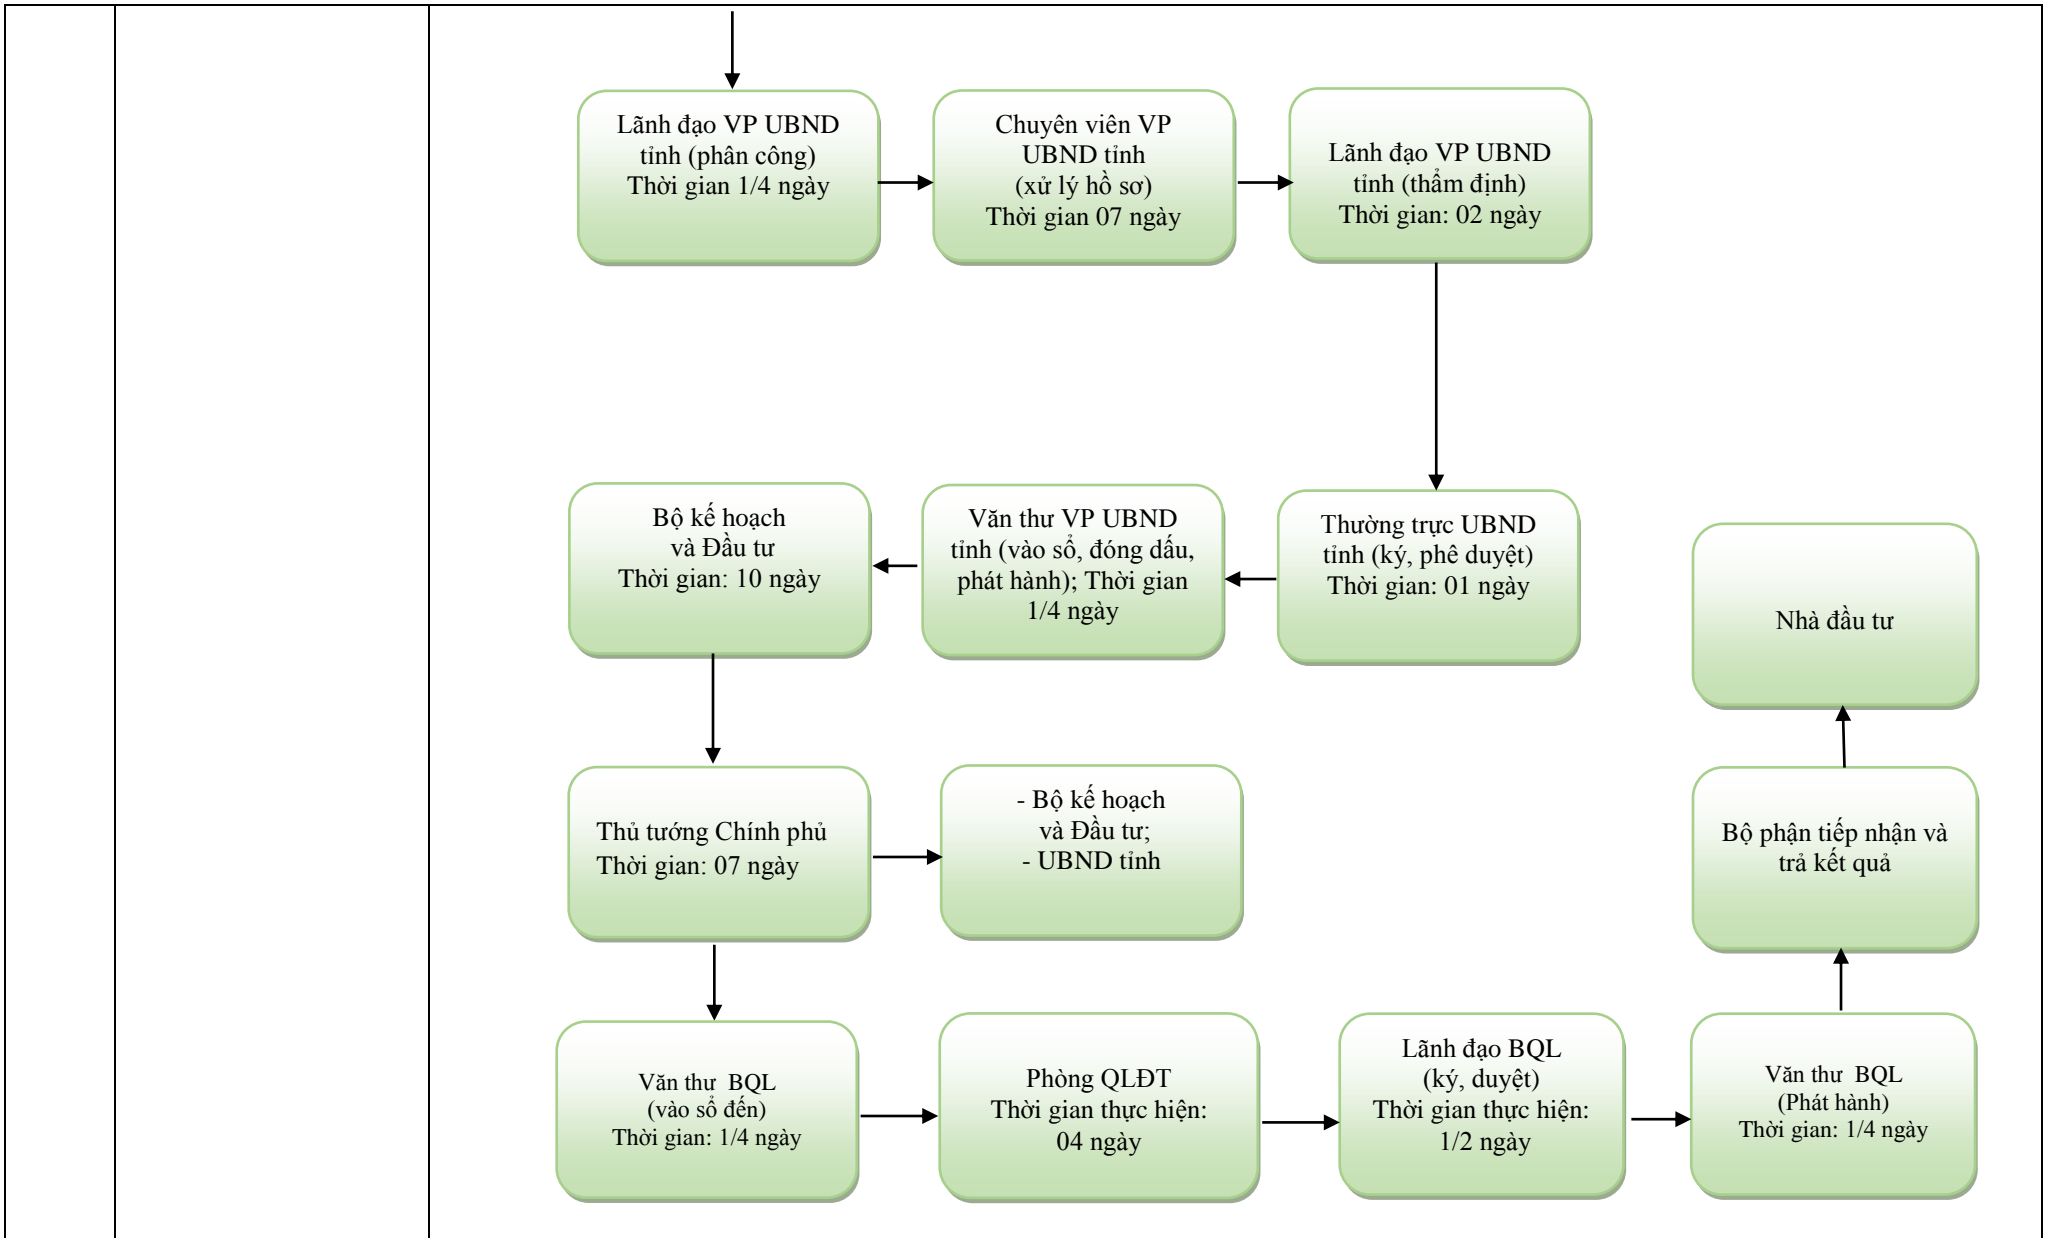 Lãnh đạo VP UBND
tỉnh (phân công)
Thời gian 1/4 ngày
Chuyên viên VP
UBND tỉnh
(xử lý hồ sơ)
Thời gian 07 ngày
Lãnh đạo VP UBND
tỉnh (thẩm định)
Thời gian: 02 ngày
Thường trực UBND
tỉnh (ký, phê duyệt)
Thời gian: 01 ngày
Văn thư VP UBND
tỉnh (vào sổ, đóng dấu,
phát hành); Thời gian
1/4 ngày
Bộ kế hoạch
và Đầu tư
Thời gian: 10 ngày
Thủ tướng Chính phủ
Thời gian: 07 ngày
- Bộ kế hoạch
và Đầu tư;
- UBND tỉnh
Văn thư  BQL
(vào sổ đến)
Thời gian: 1/4 ngày
Phòng QLĐT
Thời gian thực hiện:
04 ngày
Lãnh đạo BQL
(ký, duyệt)
Thời gian thực hiện:
1/2 ngày
Văn thư  BQL
(Phát hành)
Thời gian: 1/4 ngày
Bộ phận tiếp nhận và
trả kết quả
Nhà đầu tư